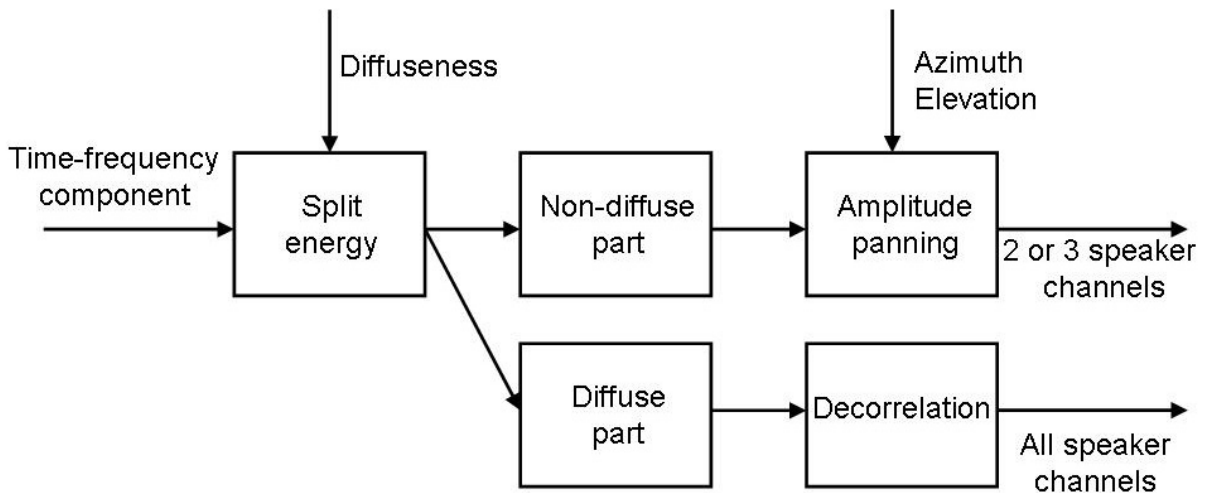 Diffuseness
Azimuth
Elevation
Time-frequency
component
Split
energy
Non-diffuse
part
Amplitude
panning
2 or 3 speaker
channels
Diffuse
part
Decorrelation
All speaker
channels